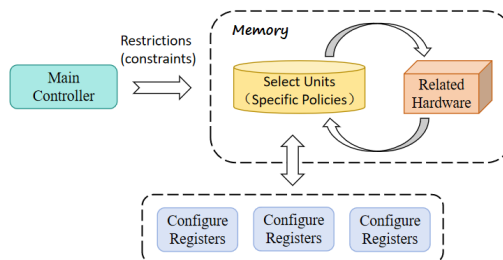 Restrictions
(constraints)
Main
Controller
Memory
Select Units
（Specific Policies）
Related
Hardware
Configure
Registers
Configure
Registers
Configure
Registers